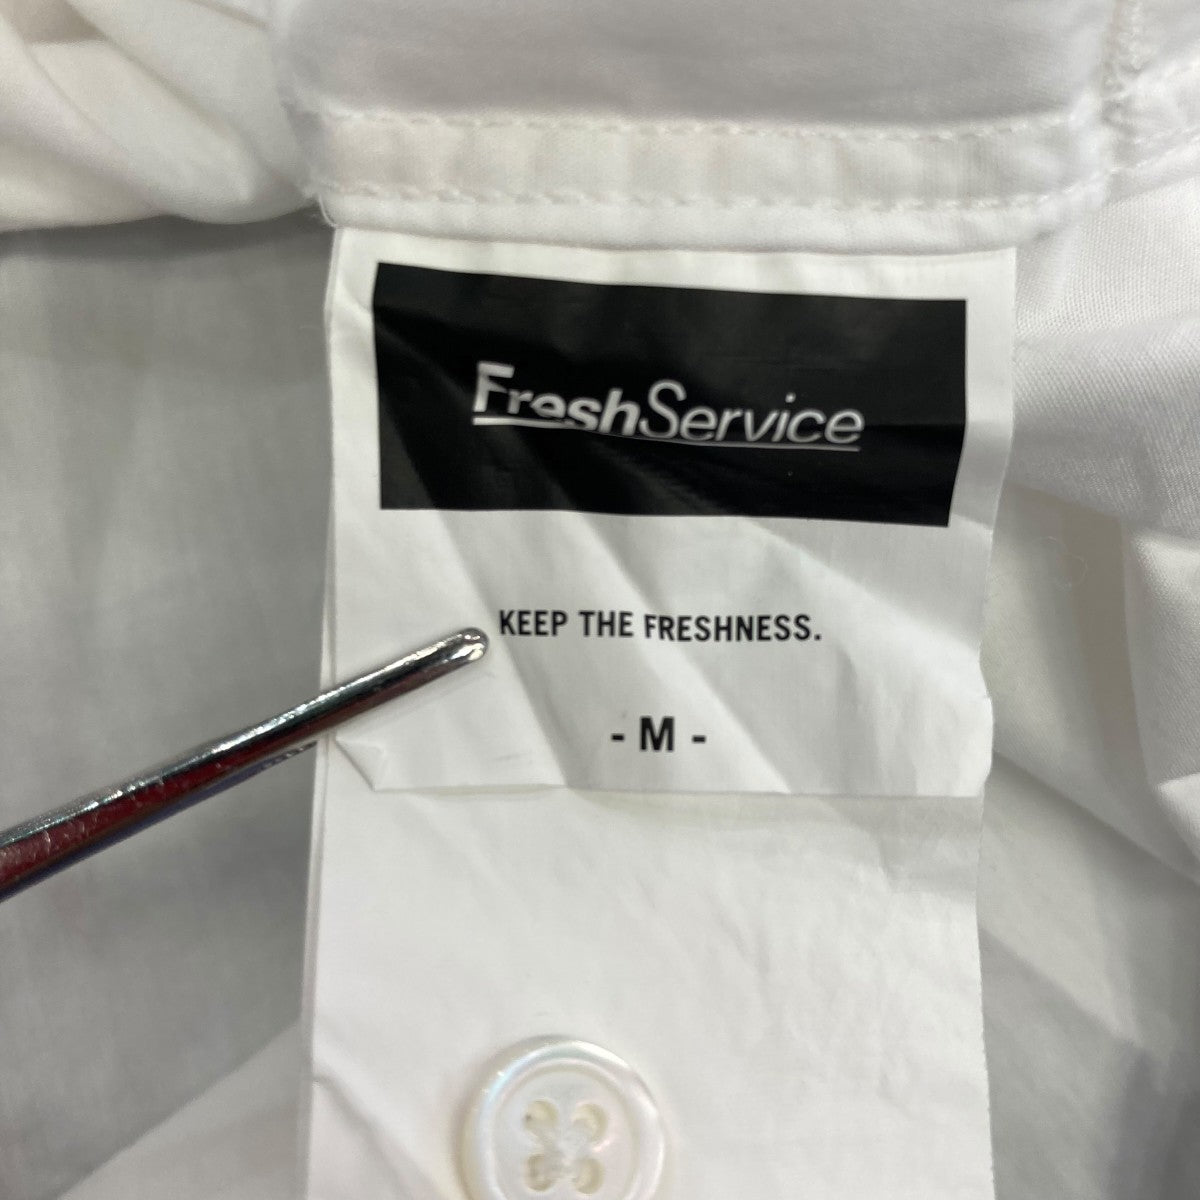 FreshService
KEEP THE FRESHNESS.
- M -